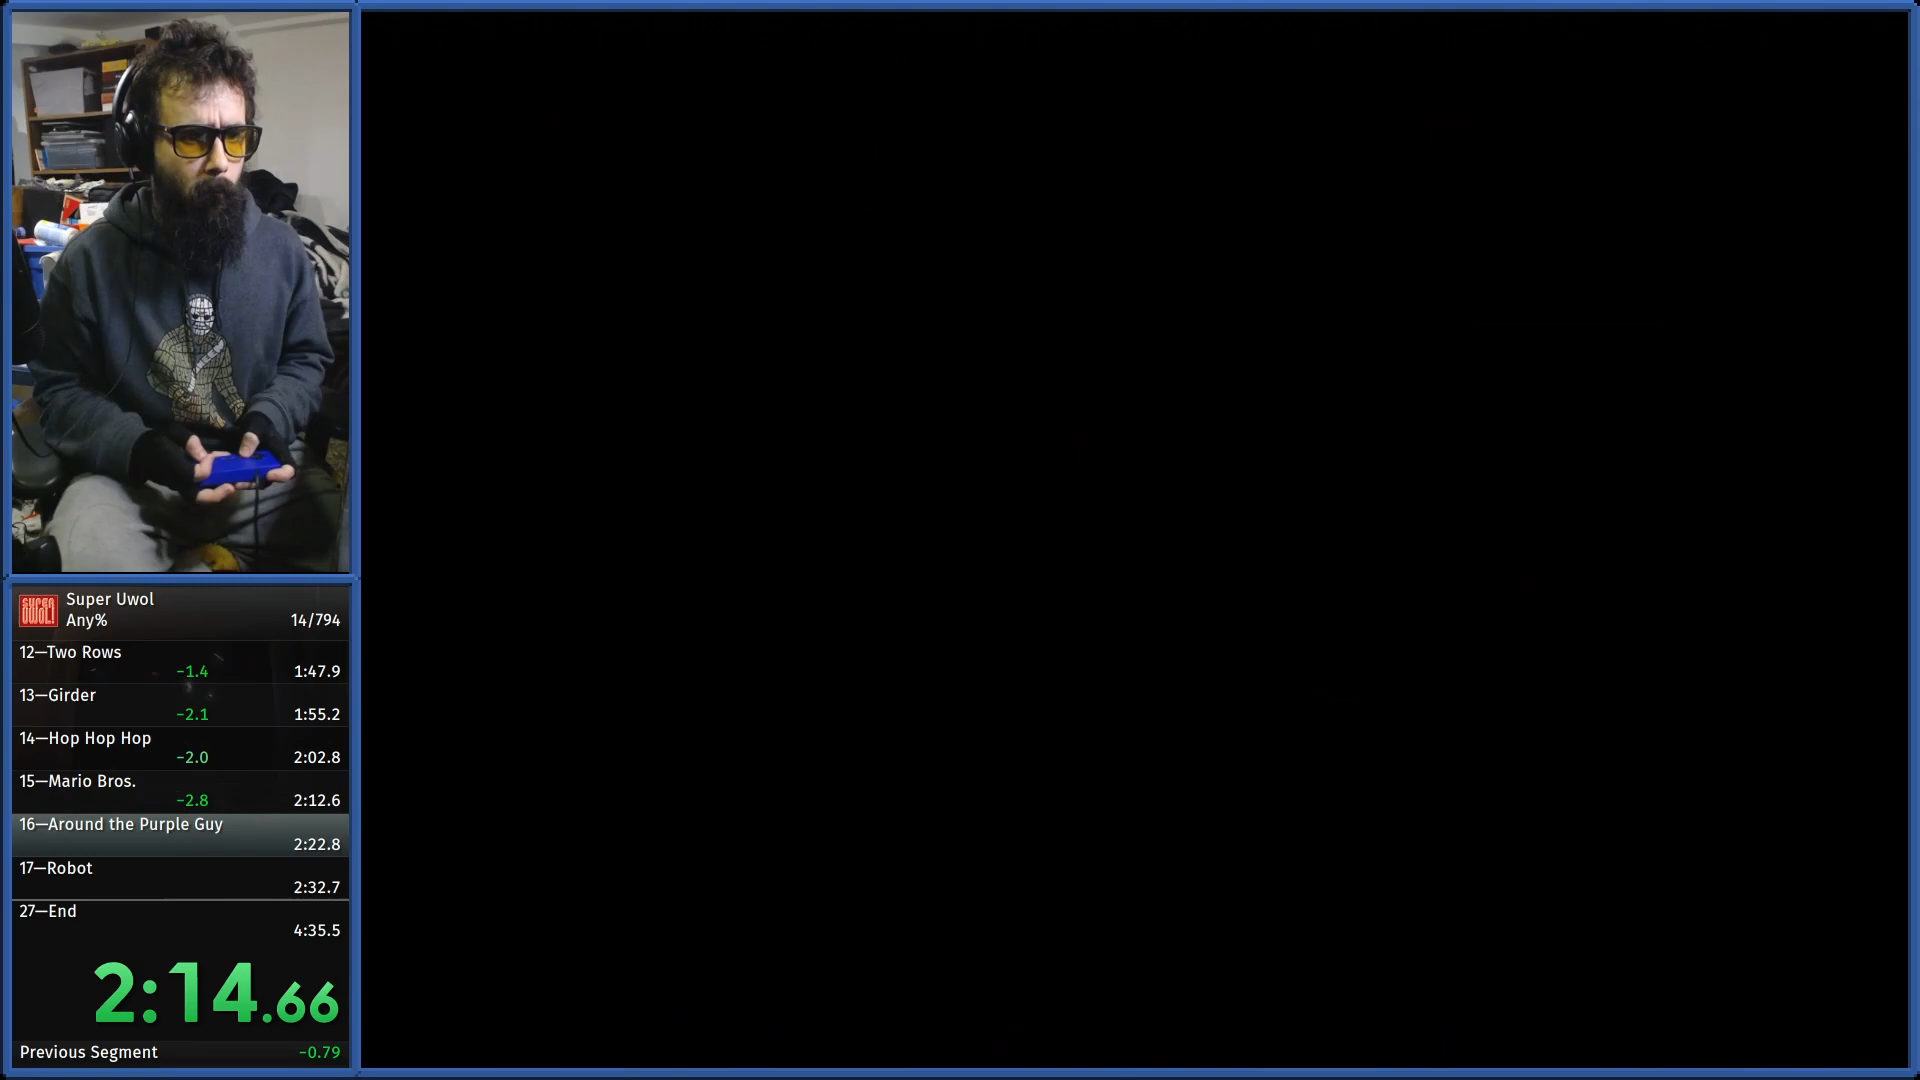 SUPER
UWOL!
Super Uwol
Any%
14/794
12—Two Rows
-1.4 1:47.9
13—Girder
-2.1 1:55.2
14—Hop Hop Hop
-2.0 2:02.8
15—Mario Bros.
-2.8 2:12.6
16—Around the Purple Guy
2:22.8
17—Robot
2:32.7
27—End
4:35.5
2:14.66
Previous Segment -0.79